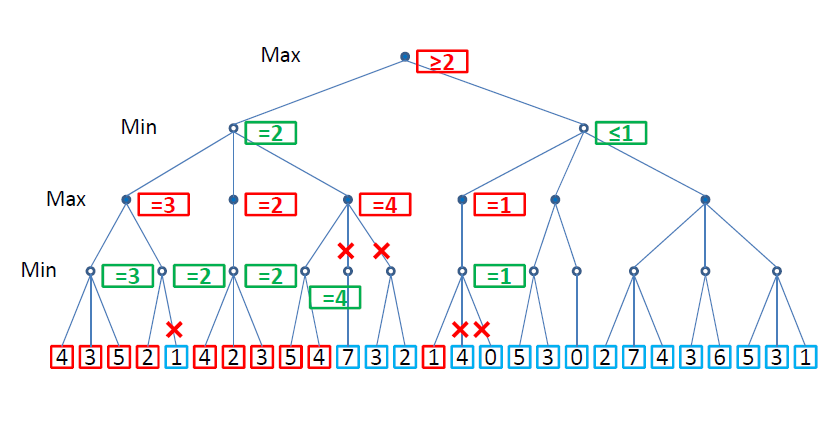 Max ≥2
Min =2 ≤1
Max =3 =2 =4 =1
Min =3 =2 =2 =1
=4
4 3 5 2 1 4 2 3 5 4 7 3 2 1 4 0 5 3 0 2 7 4 3 6 5 3 1